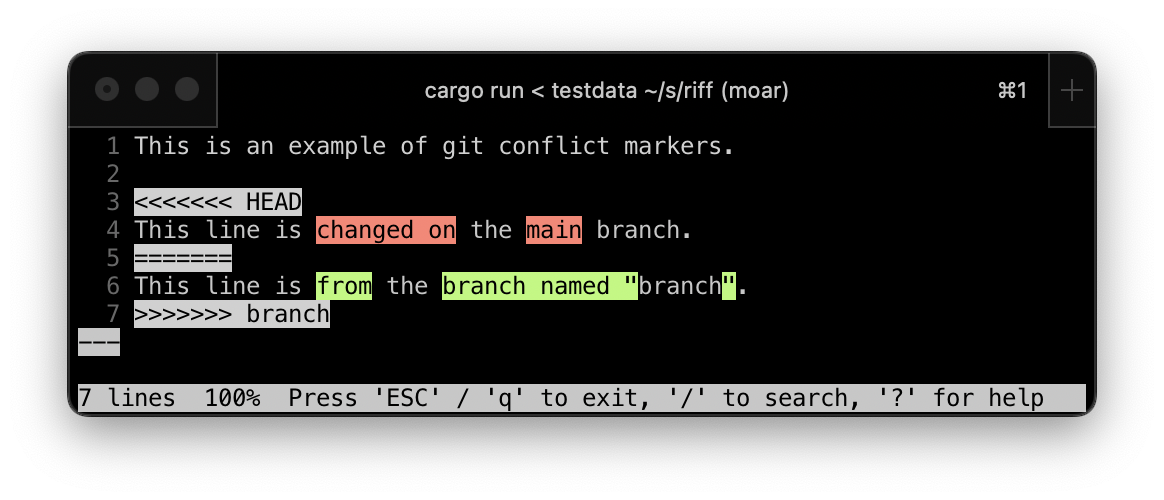 cargo run < testdata ~/s/riff (moar)
⌘1
+
1 This is an example of git conflict markers.
2
3 <<<<<<< HEAD
4 This line is changed on the main branch.
5 =======
6 This line is from the branch named "branch".
7 >>>>>>> branch
---
7 lines  100%  Press 'ESC' / 'q' to exit, '/' to search, '?' for help